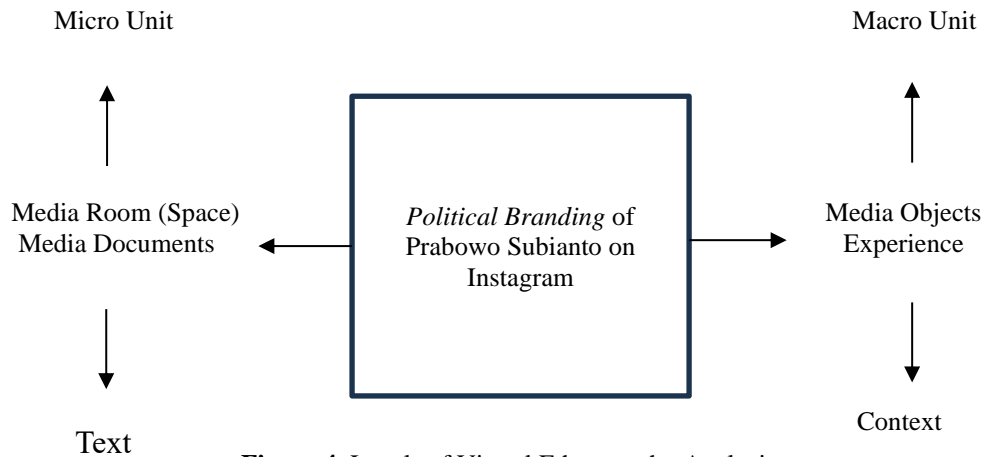 Micro Unit
Macro Unit
Media Room (Space)
Media Documents
Political Branding of
Prabowo Subianto on
Instagram
Media Objects
Experience
Text
Context